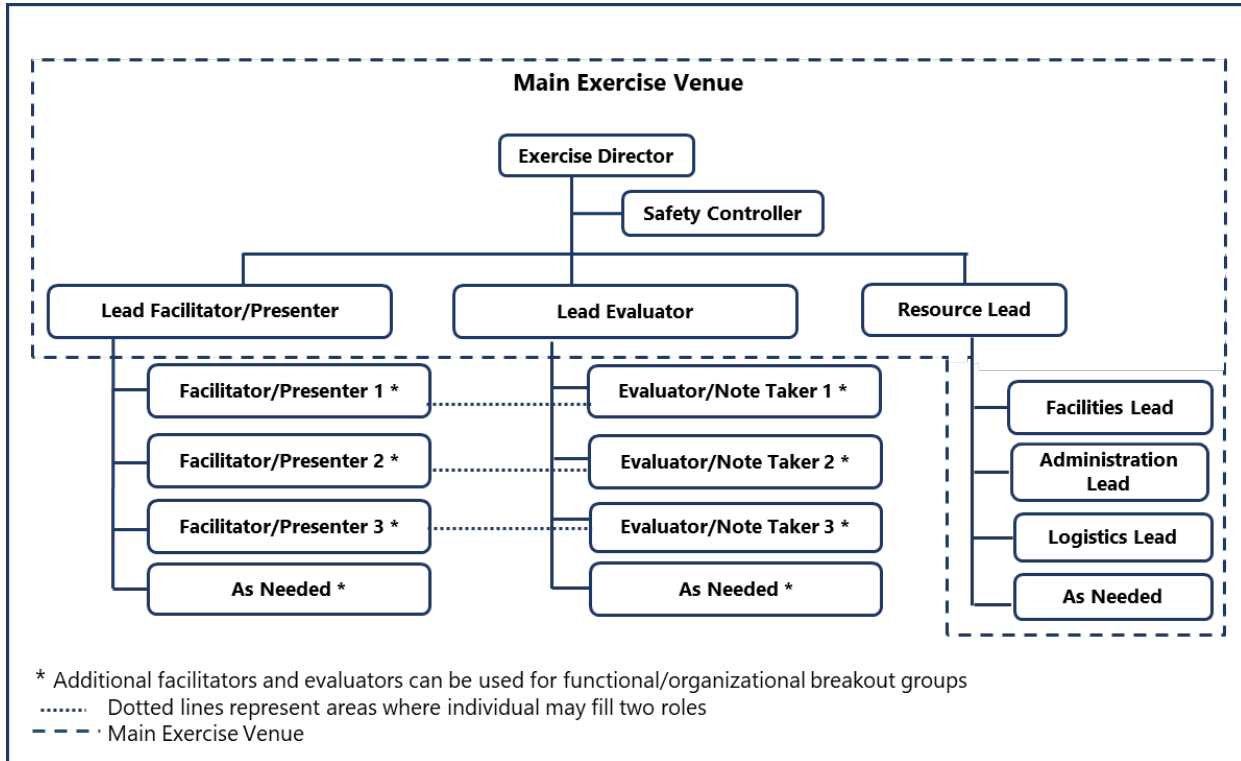 Main Exercise Venue
Exercise Director
Safety Controller
Lead Facilitator/Presenter
Lead Evaluator
Resource Lead
Facilitator/Presenter 1 *
Facilitator/Presenter 2 *
Facilitator/Presenter 3 *
As Needed *
Evaluator/Note Taker 1 *
Evaluator/Note Taker 2 *
Evaluator/Note Taker 3 *
As Needed *
Facilities Lead
Administration
Lead
Logistics Lead
As Needed
* Additional facilitators and evaluators can be used for functional/organizational breakout groups
Dotted lines represent areas where individual may fill two roles
Main Exercise Venue